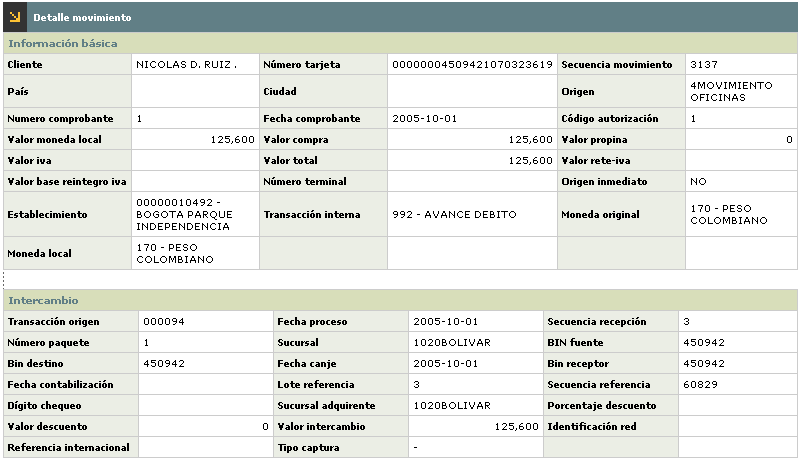 Detalle movimiento
Información básica
Cliente NICOLAS D. RUIZ . Número tarjeta 00000004509421070323619 Secuencia movimiento 3137
País Ciudad Origen 4MOVIMIENTO OFICINAS
Numero comprobante 1 Fecha comprobante 2005-10-01 Código autorización 1
Valor moneda local 125,600 Valor compra 125,600 Valor propina 0
Valor iva Valor total 125,600 Valor rete-iva
Valor base reintegro iva Número terminal Origen inmediato NO
Establecimiento 00000010492 - BOGOTA PARQUE INDEPENDENCIA Transacción interna 992 - AVANCE DEBITO Moneda original 170 - PESO COLOMBIANO
Moneda local 170 - PESO COLOMBIANO
Intercambio
Transacción origen 000094 Fecha proceso 2005-10-01 Secuencia recepción 3
Número paquete 1 Sucursal 1020BOLIVAR BIN fuente 450942
Bin destino 450942 Fecha canje 2005-10-01 Bin receptor 450942
Fecha contabilización Lote referencia 3 Secuencia referencia 60829
Dígito chequeo Sucursal adquirente 1020BOLIVAR Porcentaje descuento
Valor descuento 0 Valor intercambio 125,600 Identificación red
Referencia internacional Tipo captura -